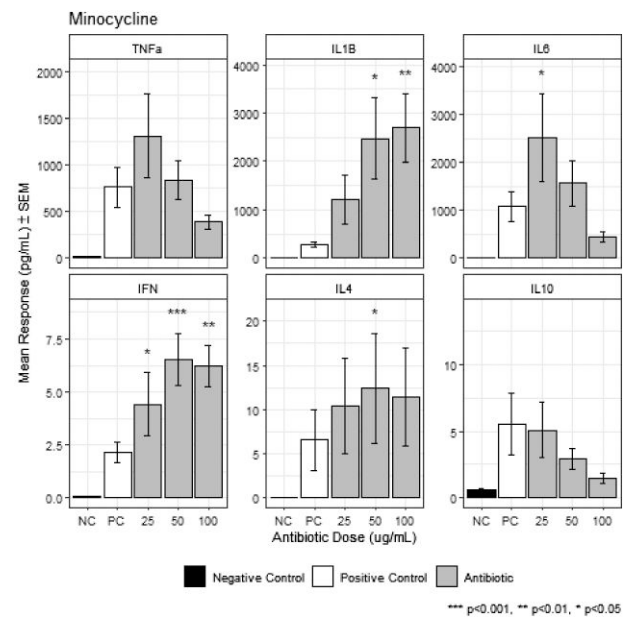 Minocycline
TNFa
IL1B
IL6
2000
1500
1000
500
0
4000
3000
2000
1000
0
4000
3000
2000
1000
0
*
**
*
Mean Response (pg/mL) ± SEM
IFN
IL4
IL10
7.5
5.0
2.5
0.0
20
15
10
5
0
10
5
0
*
***
**
*
NC PC 25 50 100
NC PC 25 50 100
NC PC 25 50 100
Antibiotic Dose (ug/mL)
Negative Control Positive Control Antibiotic
*** p<0.001, ** p<0.01, * p<0.05